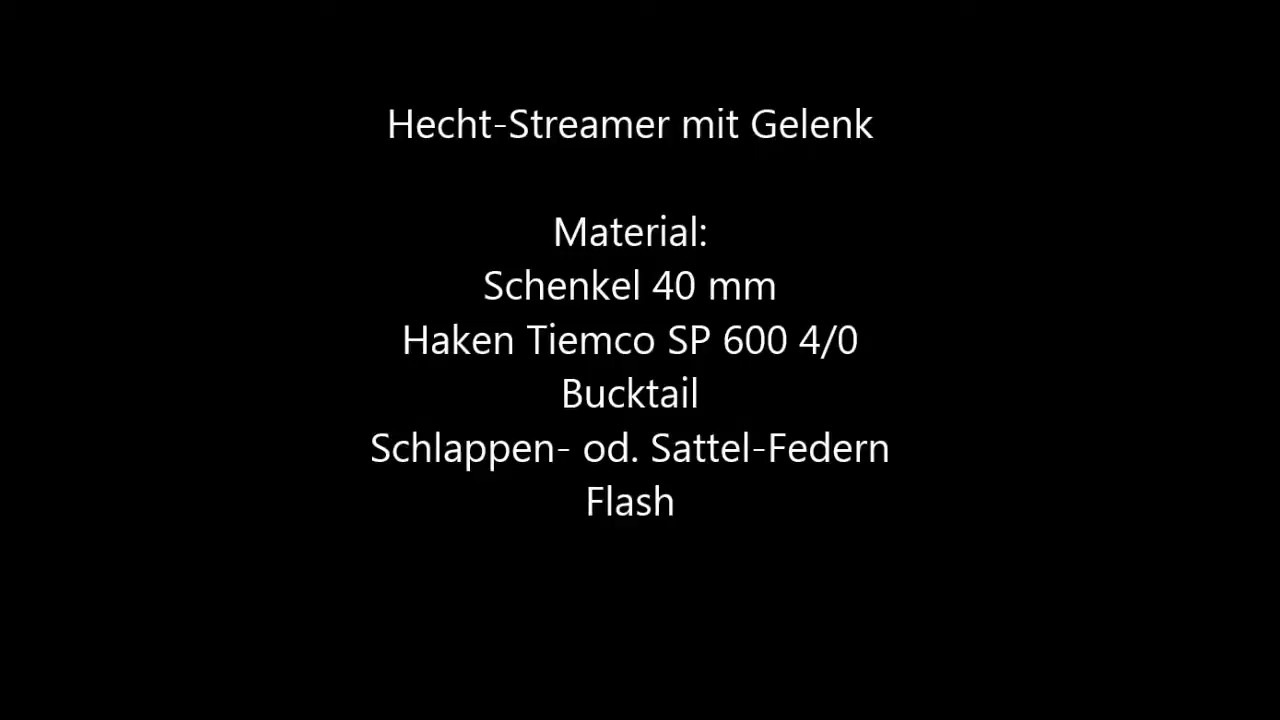 Hecht-Streamer mit Gelenk
Material:
Schenkel 40 mm
Haken Tiemco SP 600 4/0
Bucktail
Schlappen- od. Sattel-Federn
Flash